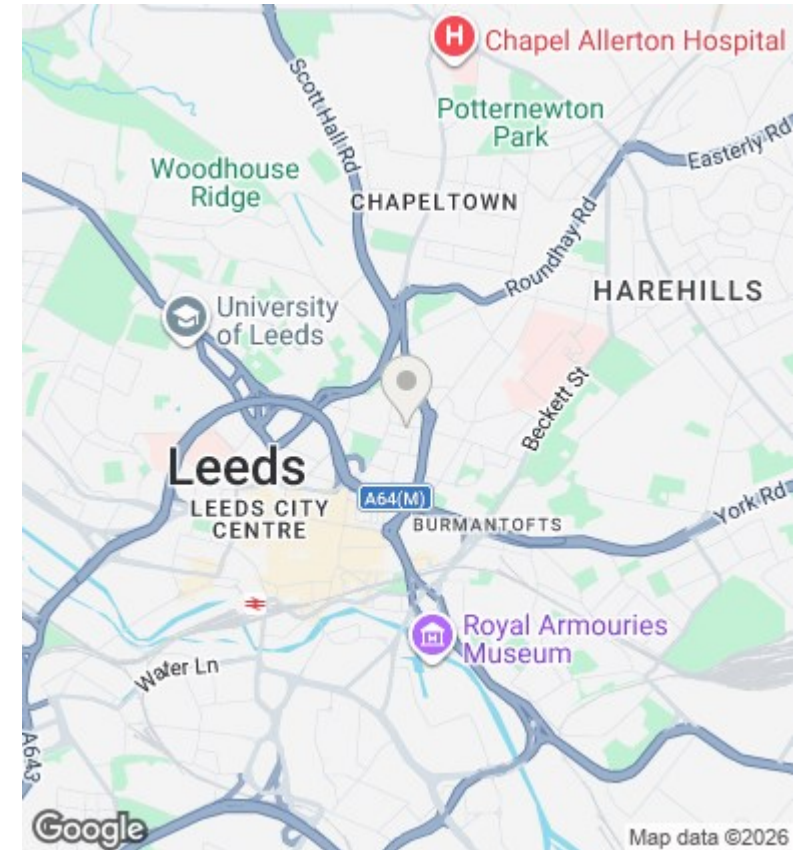 Chapel Allerton Hospital
Scott Hall Rd
Potternewton
Park
Easterly Rd
Woodhouse
Ridge
CHAPELTOWN
Roundhay Rd
HAREHILLS
University
of Leeds
Beckett St
Leeds
LEEDS CITY
CENTRE
A64(M)
BURMANTOFTS
York Rd
Royal Armouries
Museum
Water Ln
A643
Google
Map data ©2026